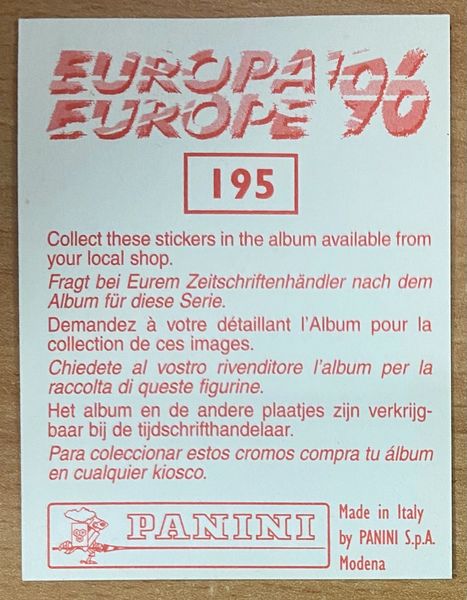 EUROPA '96
EUROPE '96
195
Collect these stickers in the album available from
your local shop.
Fragt bei Eurem Zeitschriftenhändler nach dem
Album für diese Serie.
Demandez à votre détaillant l'Album pour la
collection de ces images.
Chiedete al vostro rivenditore l'album per la
raccolta di queste figurine.
Het album en de andere plaatjes zijn verkrijg-
baar bij de tijdschrifthandelaar.
Para coleccionar estos cromos compra tu álbum
en cualquier kiosco.
PANINI
Made in Italy
by PANINI S.p.A.
Modena